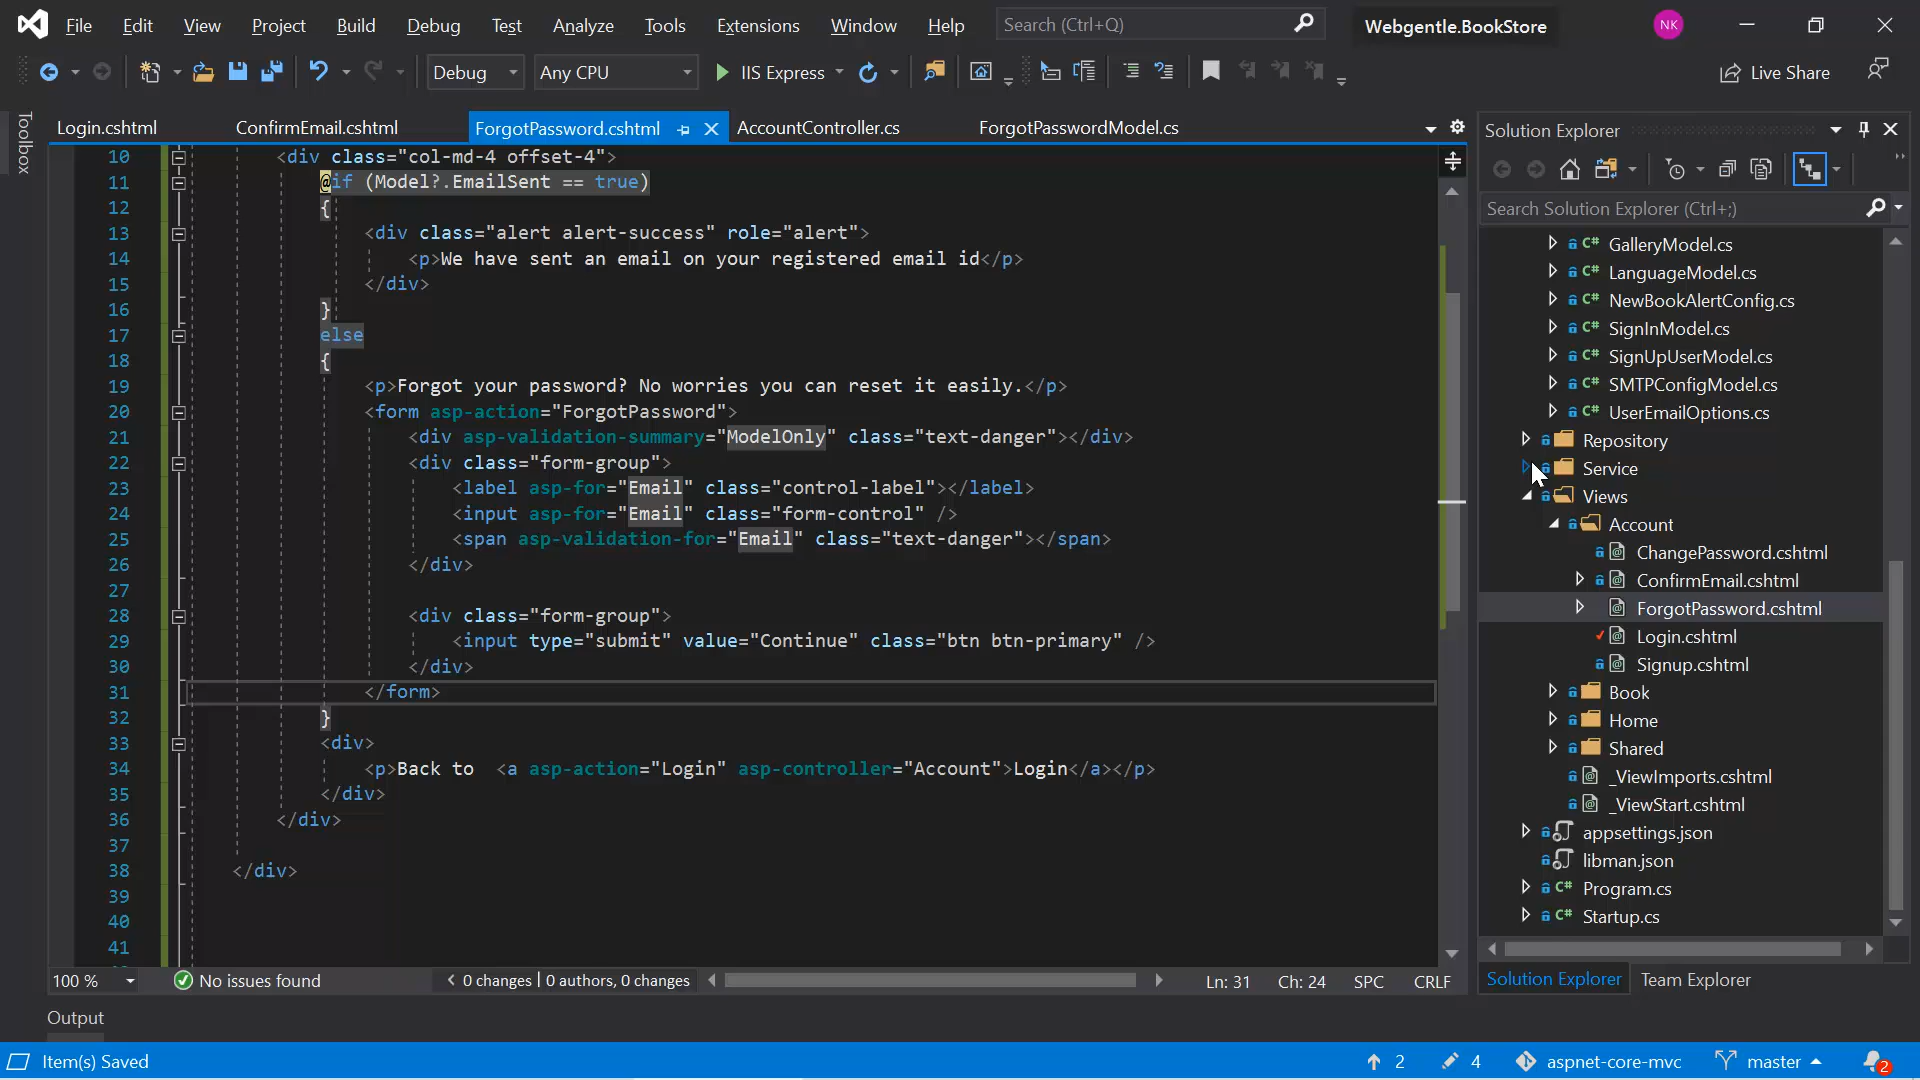 File Edit View Project Build Debug Test Analyze Tools Extensions Window Help Search (Ctrl+Q) Webgentle.BookStore NK
Debug Any CPU IIS Express Live Share
Toolbox
Login.cshtml ConfirmEmail.cshtml ForgotPassword.cshtml AccountController.cs ForgotPasswordModel.cs
10 <div class="col-md-4 offset-4">
11 @if (Model?.EmailSent == true)
12 {
13 <div class="alert alert-success" role="alert">
14 <p>We have sent an email on your registered email id</p>
15 </div>
16 }
17 else
18 {
19 <p>Forgot your password? No worries you can reset it easily.</p>
20 <form asp-action="ForgotPassword">
21 <div asp-validation-summary="ModelOnly" class="text-danger"></div>
22 <div class="form-group">
23 <label asp-for="Email" class="control-label"></label>
24 <input asp-for="Email" class="form-control" />
25 <span asp-validation-for="Email" class="text-danger"></span>
26 </div>
27
28 <div class="form-group">
29 <input type="submit" value="Continue" class="btn btn-primary" />
30 </div>
31 </form>
32 }
33 <div>
34 <p>Back to  <a asp-action="Login" asp-controller="Account">Login</a></p>
35 </div>
36 </div>
37
38 </div>
39
40
41
100 % No issues found 0 changes | 0 authors, 0 changes Ln: 31 Ch: 24 SPC CRLF
Solution Explorer
Search Solution Explorer (Ctrl+;)
C# GalleryModel.cs
C# LanguageModel.cs
C# NewBookAlertConfig.cs
C# SignInModel.cs
C# SignUpUserModel.cs
C# SMTPConfigModel.cs
C# UserEmailOptions.cs
Repository
Service
Views
Account
ChangePassword.cshtml
ConfirmEmail.cshtml
ForgotPassword.cshtml
Login.cshtml
Signup.cshtml
Book
Home
Shared
_ViewImports.cshtml
_ViewStart.cshtml
appsettings.json
libman.json
C# Program.cs
C# Startup.cs
Solution Explorer Team Explorer
Output
Item(s) Saved 2 4 aspnet-core-mvc master 2